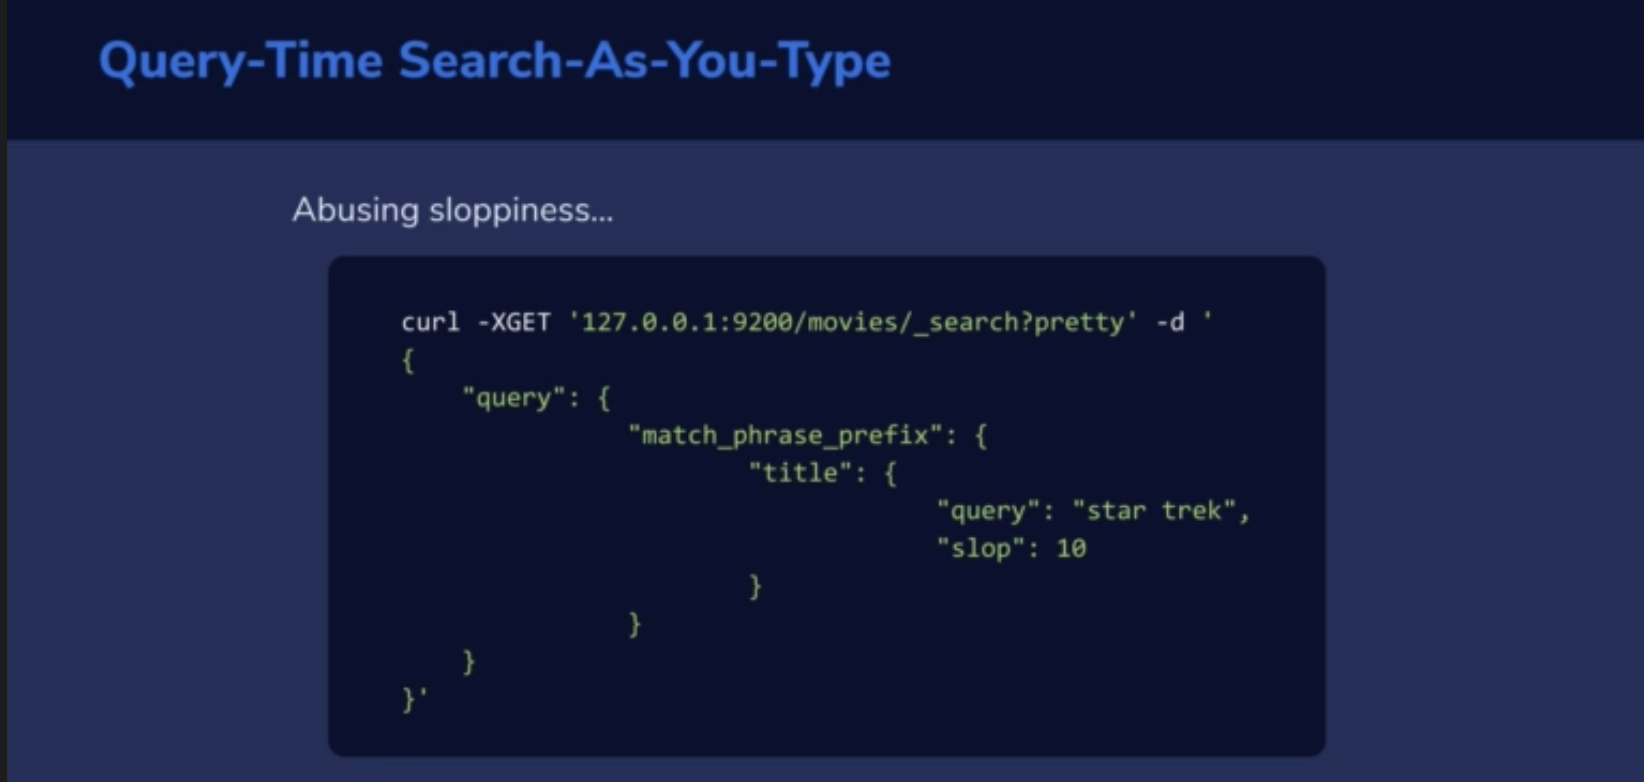 Query-Time Search-As-You-Type
Abusing sloppiness...
curl -XGET '127.0.0.1:9200/movies/_search?pretty' -d '
{
"query": {
"match_phrase_prefix": {
"title": {
"query": "star trek",
"slop": 10
}
}
}
}'